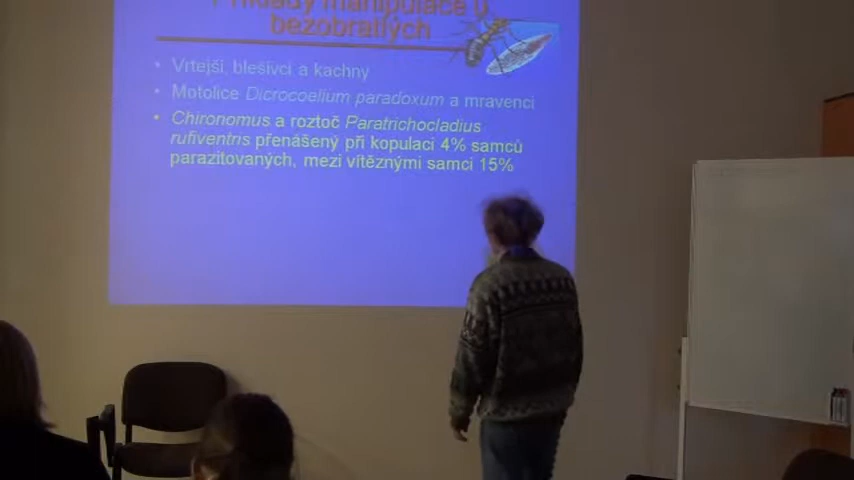 Příklady manipulace u
bezobratlých
• Vrtejši, blešivci a kachny
• Motolice Dicrocoelium paradoxum a mravenci
• Chironomus a roztoč Paratrichocladius
rufiventris přenášený při kopulaci 4% samců
parazitovaných, mezi vítěznými samci 15%